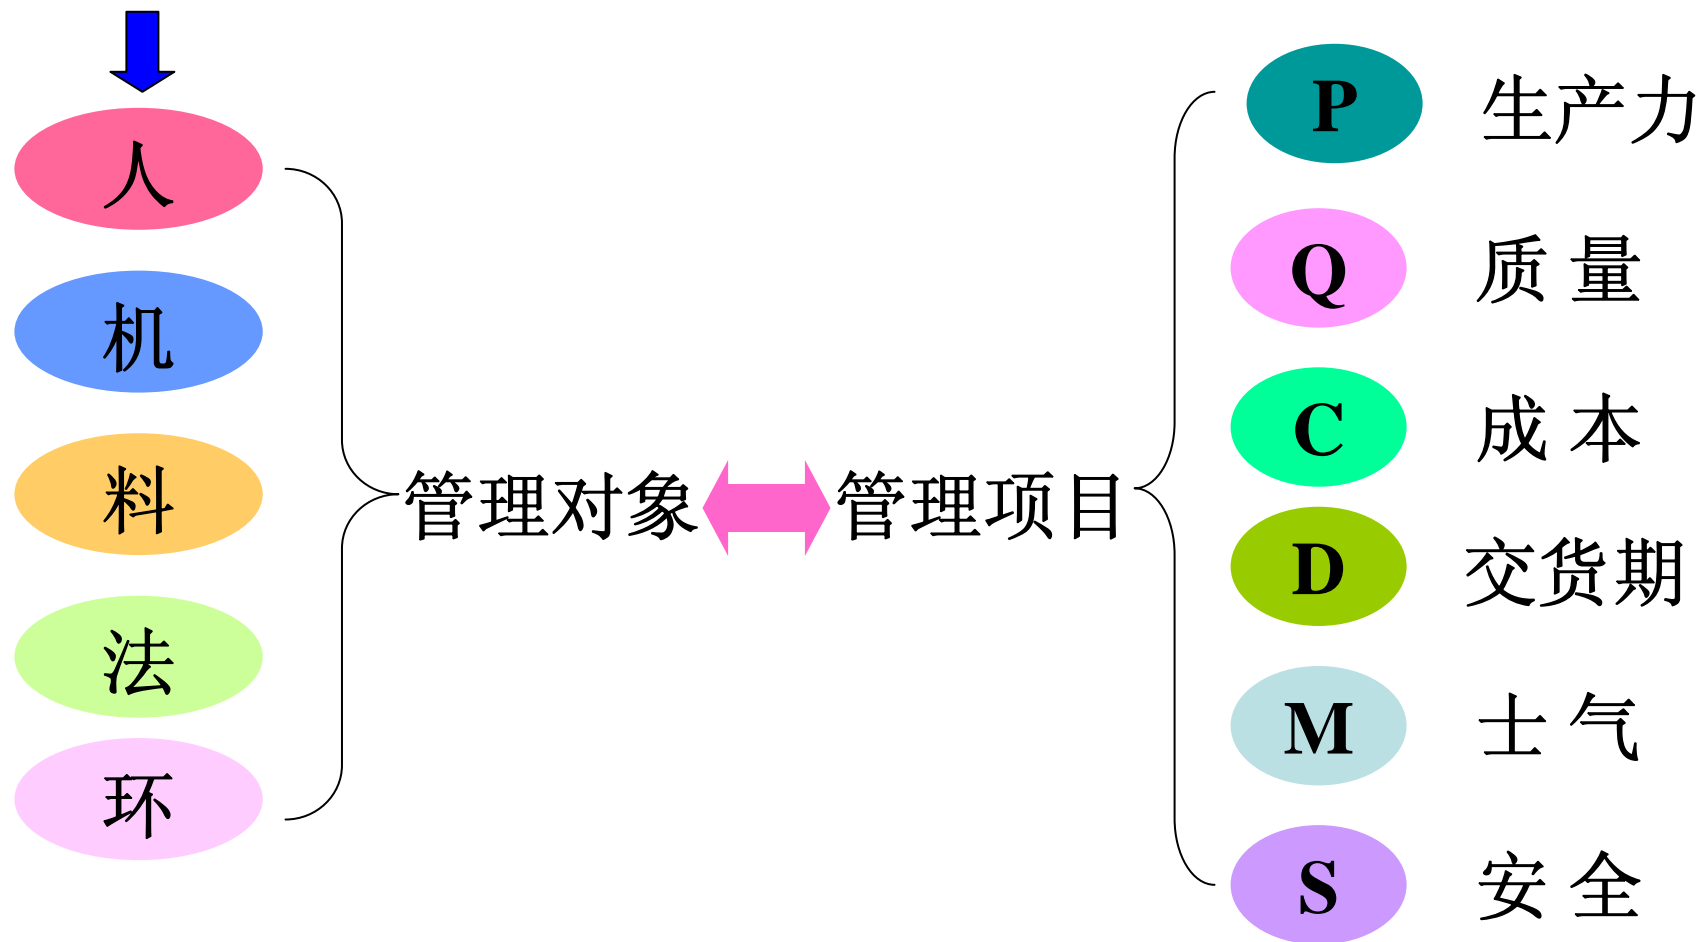 人
机
料
法
环
管理对象
管理项目
P 生产力
Q 质量
C 成本
D 交货期
M 士气
S 安全